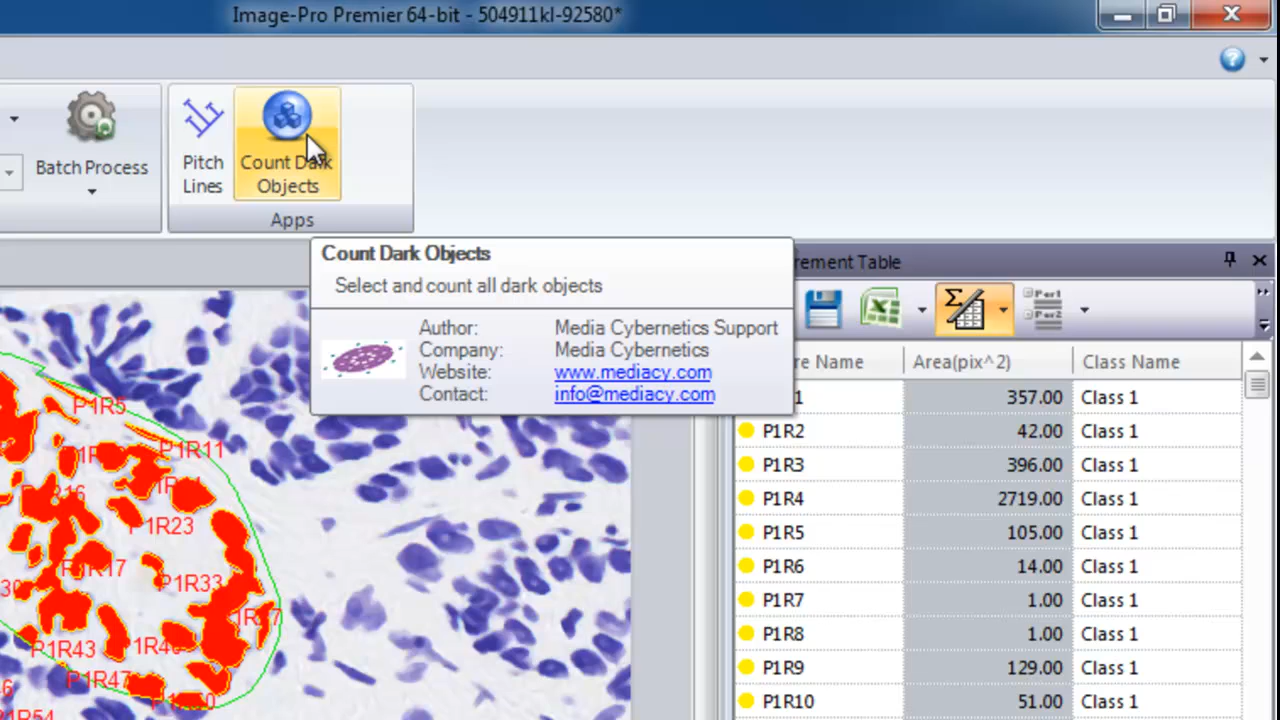 Image-Pro Premier 64-bit - 504911kl-92580*
Batch Process
Pitch
Lines
Count Dark
Objects
Apps
Count Dark Objects
Select and count all dark objects
Author: Media Cybernetics Support
Company: Media Cybernetics
Website: www.mediacy.com
Contact: info@mediacy.com
rement Table
Per1
Per2
re Name Area(pix^2) Class Name
1 357.00 Class 1
P1R2 42.00 Class 1
P1R3 396.00 Class 1
P1R4 2719.00 Class 1
P1R5 105.00 Class 1
P1R6 14.00 Class 1
P1R7 1.00 Class 1
P1R8 1.00 Class 1
P1R9 129.00 Class 1
P1R10 51.00 Class 1
P1R5
P1R11
P1R23
P1R33
P1R43
P1R47